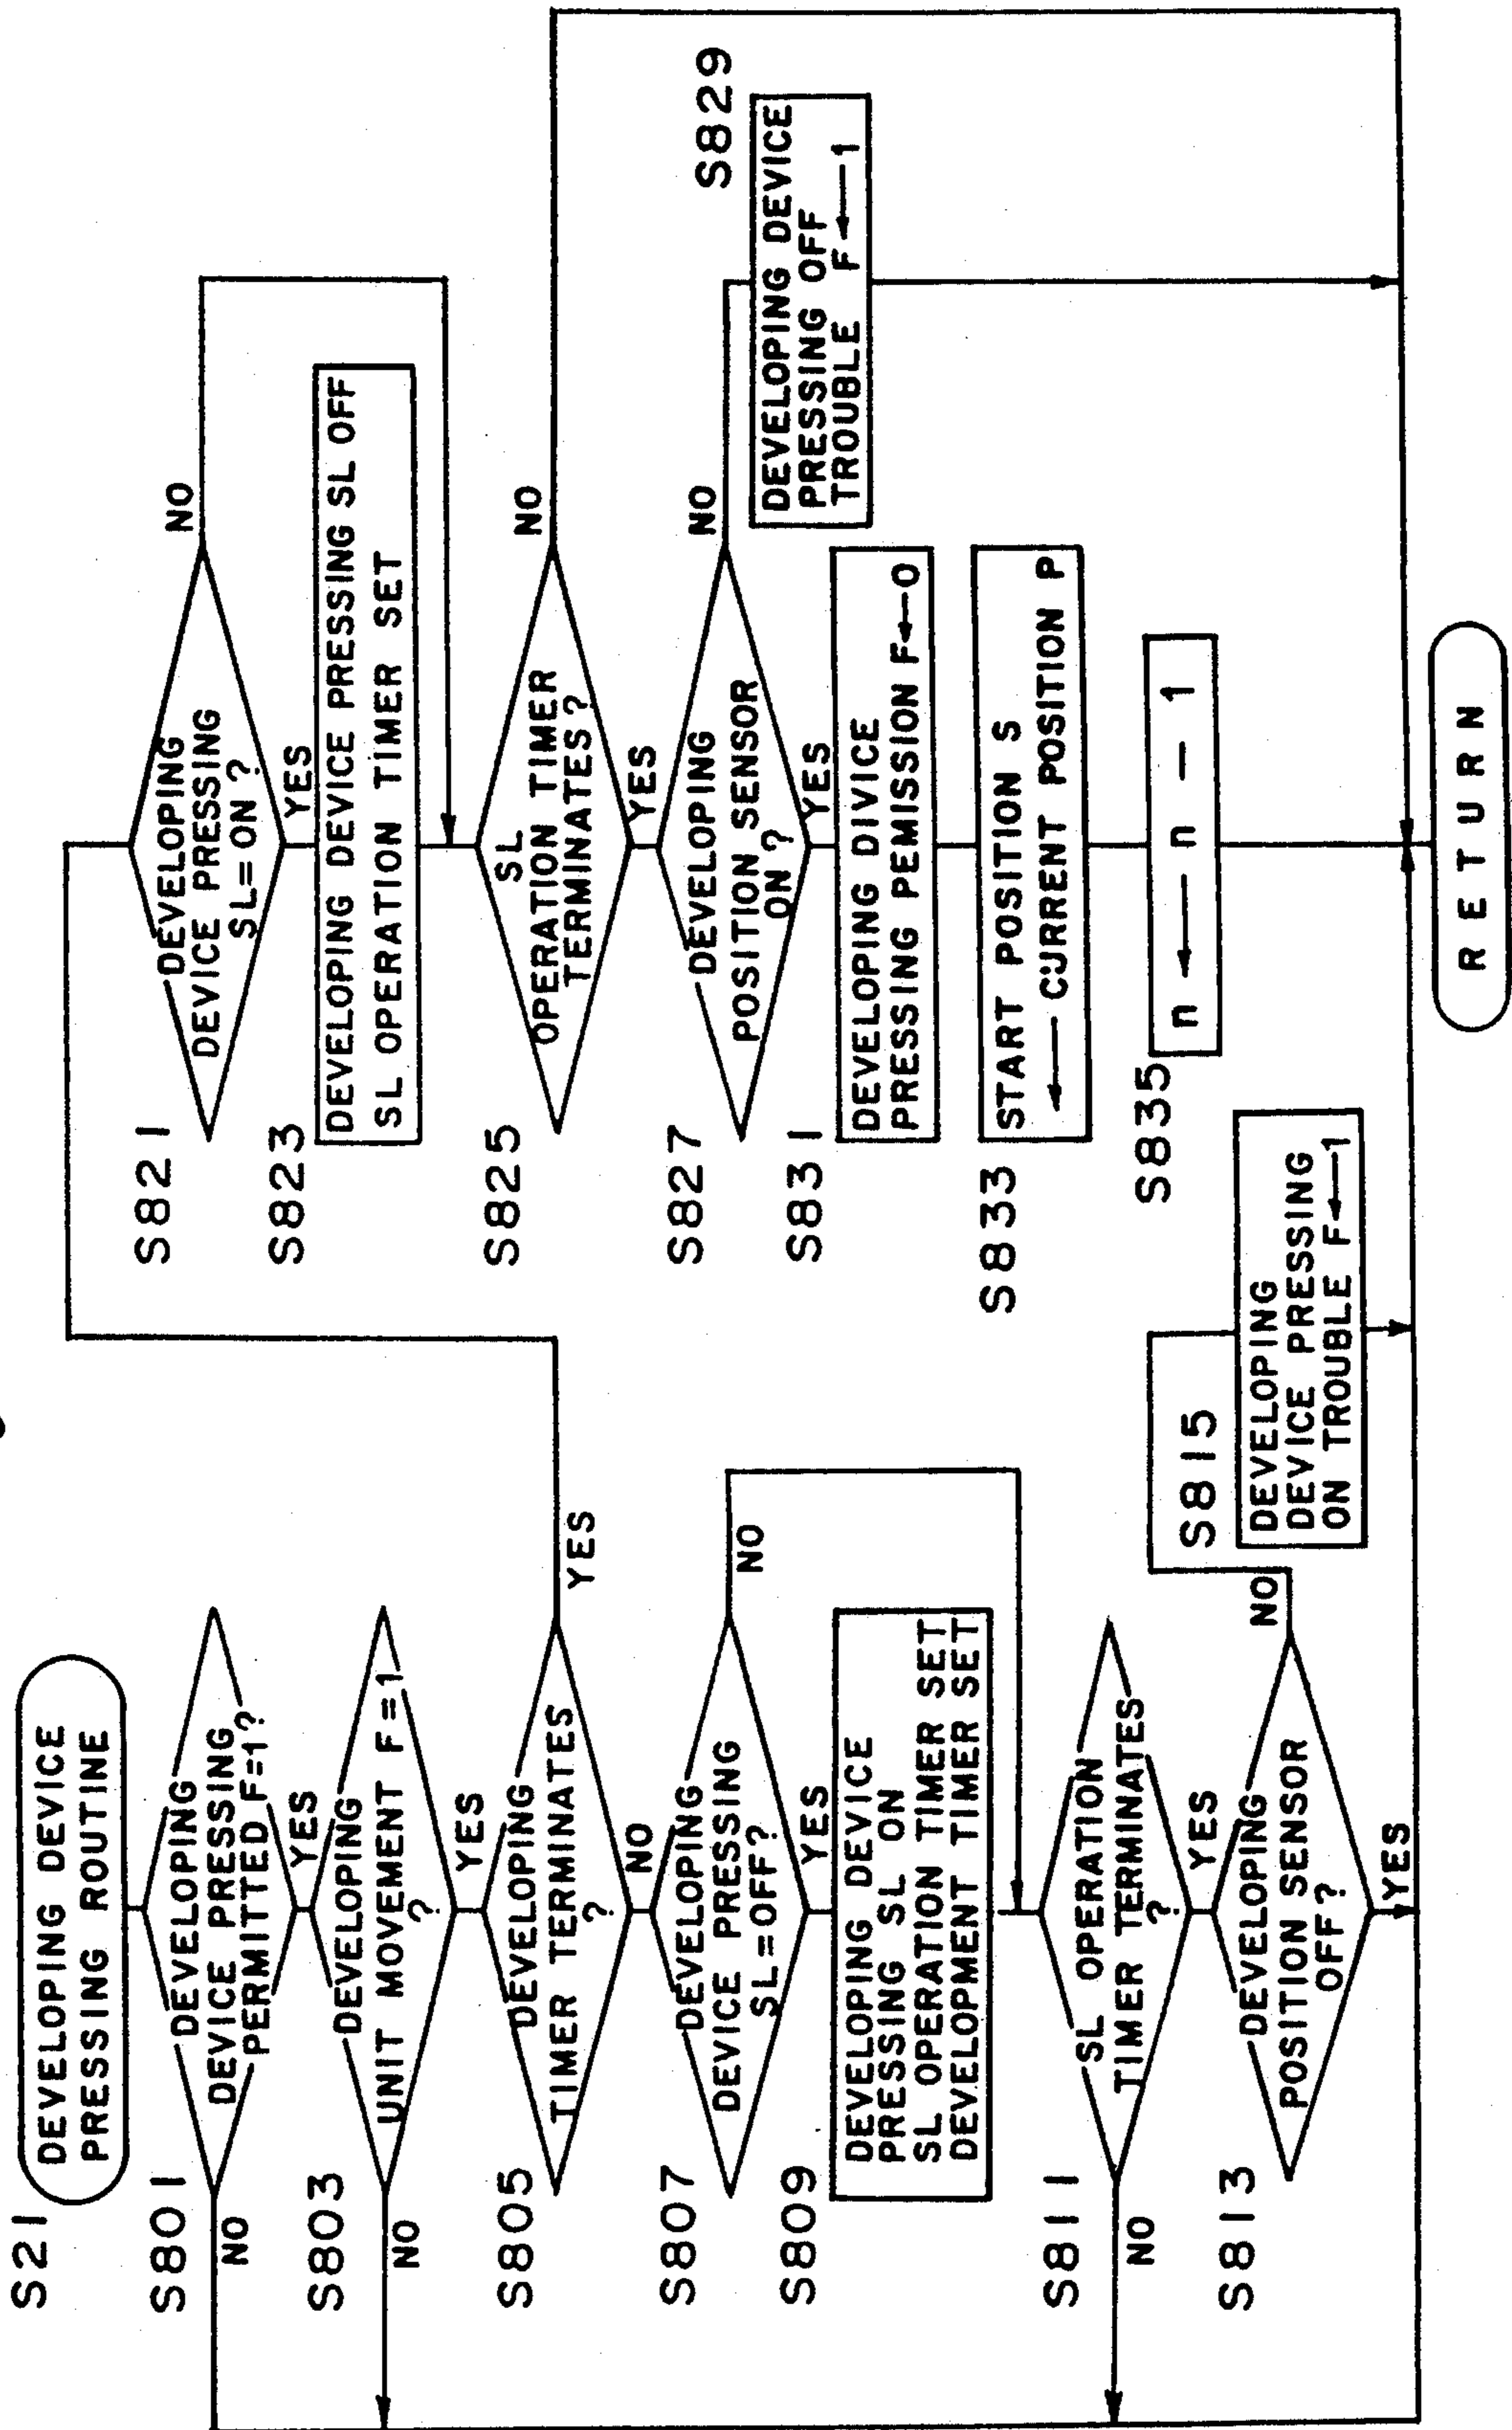 S21
DEVELOPING DEVICE
PRESSING ROUTINE
S801
DEVELOPING
DEVICE PRESSING
PERMITTED F=1?
NO
YES
S803
DEVELOPING
UNIT MOVEMENT F=1
?
NO
YES
S805
DEVELOPING
TIMER TERMINATES
?
YES
NO
S807
DEVELOPING
DEVICE PRESSING
SL=OFF?
NO
YES
S809
DEVELOPING DEVICE
PRESSING SL ON
SL OPERATION TIMER SET
DEVELOPMENT TIMER SET
S811
SL OPERATION
TIMER TERMINATES
?
NO
YES
S813
DEVELOPING
POSITION SENSOR
OFF?
NO
YES
S815
DEVELOPING
DEVICE PRESSING
ON TROUBLE F←1
S821
DEVELOPING
DEVICE PRESSING
SL=ON?
NO
YES
S823
DEVELOPING DEVICE PRESSING SL OFF
SL OPERATION TIMER SET
S825
SL
OPERATION TIMER
TERMINATES?
NO
YES
S827
DEVELOPING
POSITION SENSOR
ON?
NO
YES
S829
DEVELOPING DEVICE
PRESSING OFF
TROUBLE F←1
S831
DEVELOPING DIVICE
PRESSING PEMISSION F←0
S833
START POSITION S
← CURRENT POSITION P
S835
n ← n − 1
RETURN